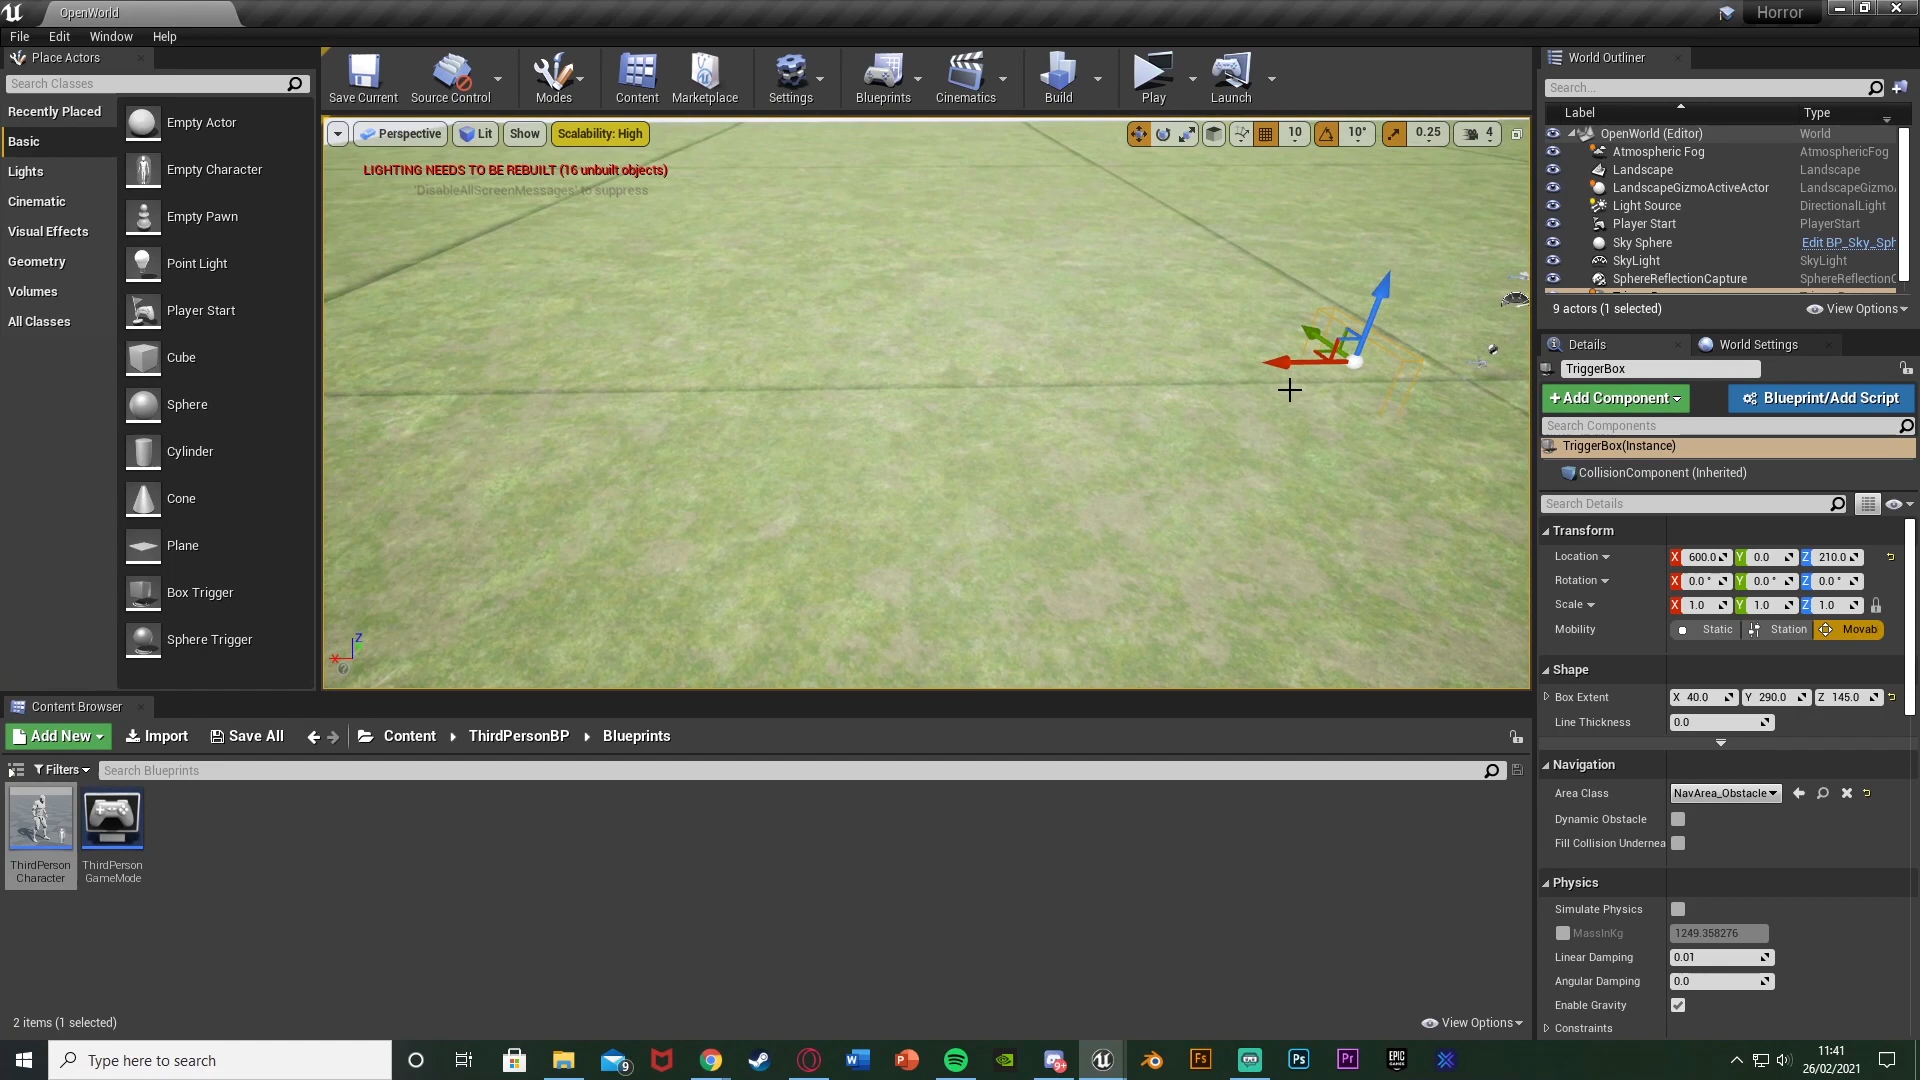 OpenWorld
Horror
File Edit Window Help
Place Actors
Search Classes
Recently Placed
Basic
Lights
Cinematic
Visual Effects
Geometry
Volumes
All Classes
Empty Actor
Empty Character
Empty Pawn
Point Light
Player Start
Cube
Sphere
Cylinder
Cone
Plane
Box Trigger
Sphere Trigger
Save Current
Source Control
Modes
Content
Marketplace
Settings
Blueprints
Cinematics
Build
Play
Launch
Perspective
Lit
Show
Scalability: High
10
10°
0.25
4
LIGHTING NEEDS TO BE REBUILT (16 unbuilt objects)
'DisableAllScreenMessages' to suppress
Z
X
World Outliner
Search...
Label Type
OpenWorld (Editor) World
Atmospheric Fog AtmosphericFog
Landscape Landscape
LandscapeGizmoActiveActor LandscapeGizmo
Light Source DirectionalLight
Player Start PlayerStart
Sky Sphere Edit BP_Sky_Sph
SkyLight SkyLight
SphereReflectionCapture SphereReflectionC
9 actors (1 selected)
View Options
Details
World Settings
TriggerBox
+Add Component
Blueprint/Add Script
Search Components
TriggerBox(Instance)
CollisionComponent (Inherited)
Search Details
Transform
Location X 600.0 Y 0.0 Z 210.0
Rotation X 0.0 ° Y 0.0 ° Z 0.0 °
Scale X 1.0 Y 1.0 Z 1.0
Mobility Static Station Movab
Shape
Box Extent X 40.0 Y 290.0 Z 145.0
Line Thickness 0.0
Navigation
Area Class NavArea_Obstacle
Dynamic Obstacle
Fill Collision Undernea
Physics
Simulate Physics
MassInKg 1249.358276
Linear Damping 0.01
Angular Damping 0.0
Enable Gravity
Constraints
Content Browser
Add New
Import
Save All
Content
ThirdPersonBP
Blueprints
Filters
Search Blueprints
ThirdPerson
Character
ThirdPerson
GameMode
2 items (1 selected)
View Options
Type here to search
9
W
P
9+
Fs
Ps
Pr
EPIC
GAMES
11:41
26/02/2021